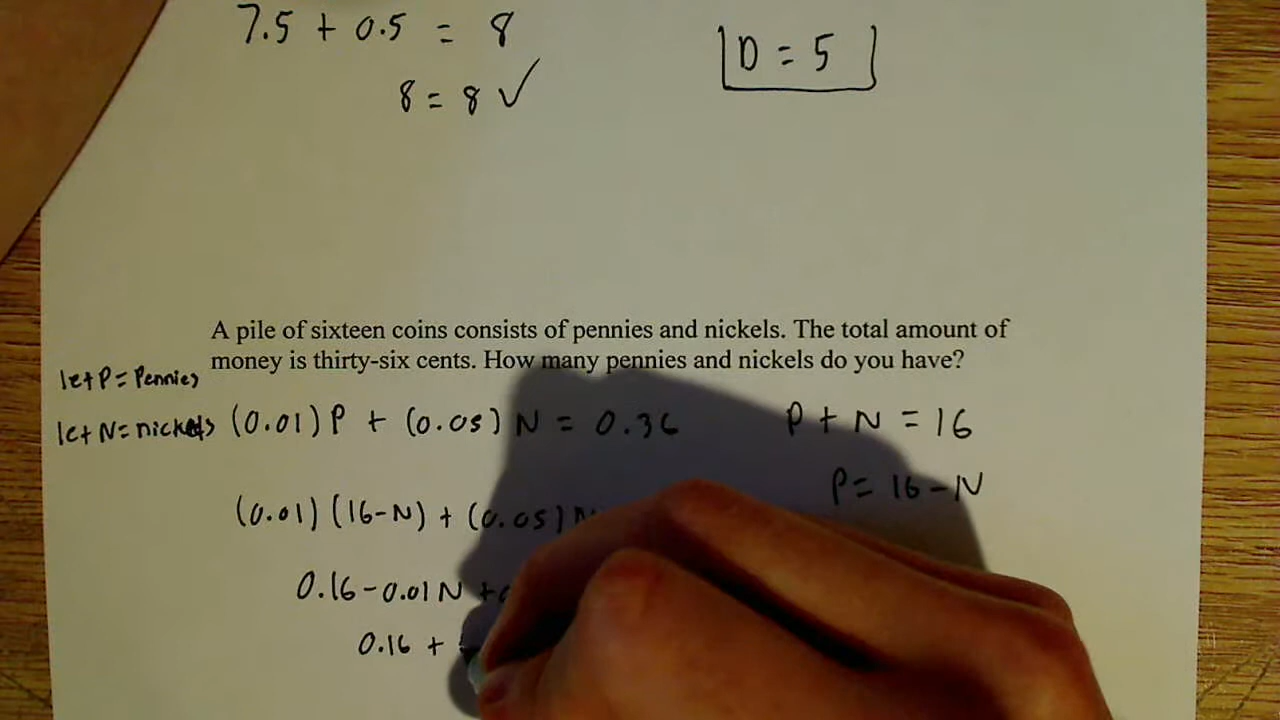 7.5 + 0.5 = 8
8 = 8 ✓
D = 5
A pile of sixteen coins consists of pennies and nickels. The total amount of
money is thirty-six cents. How many pennies and nickels do you have?
let P = Pennies
let N = nickels
(0.01) P + (0.05) N = 0.36
P + N = 16
P = 16 - N
(0.01) (16-N) + (0.05) N
0.16 - 0.01 N +
0.16 +